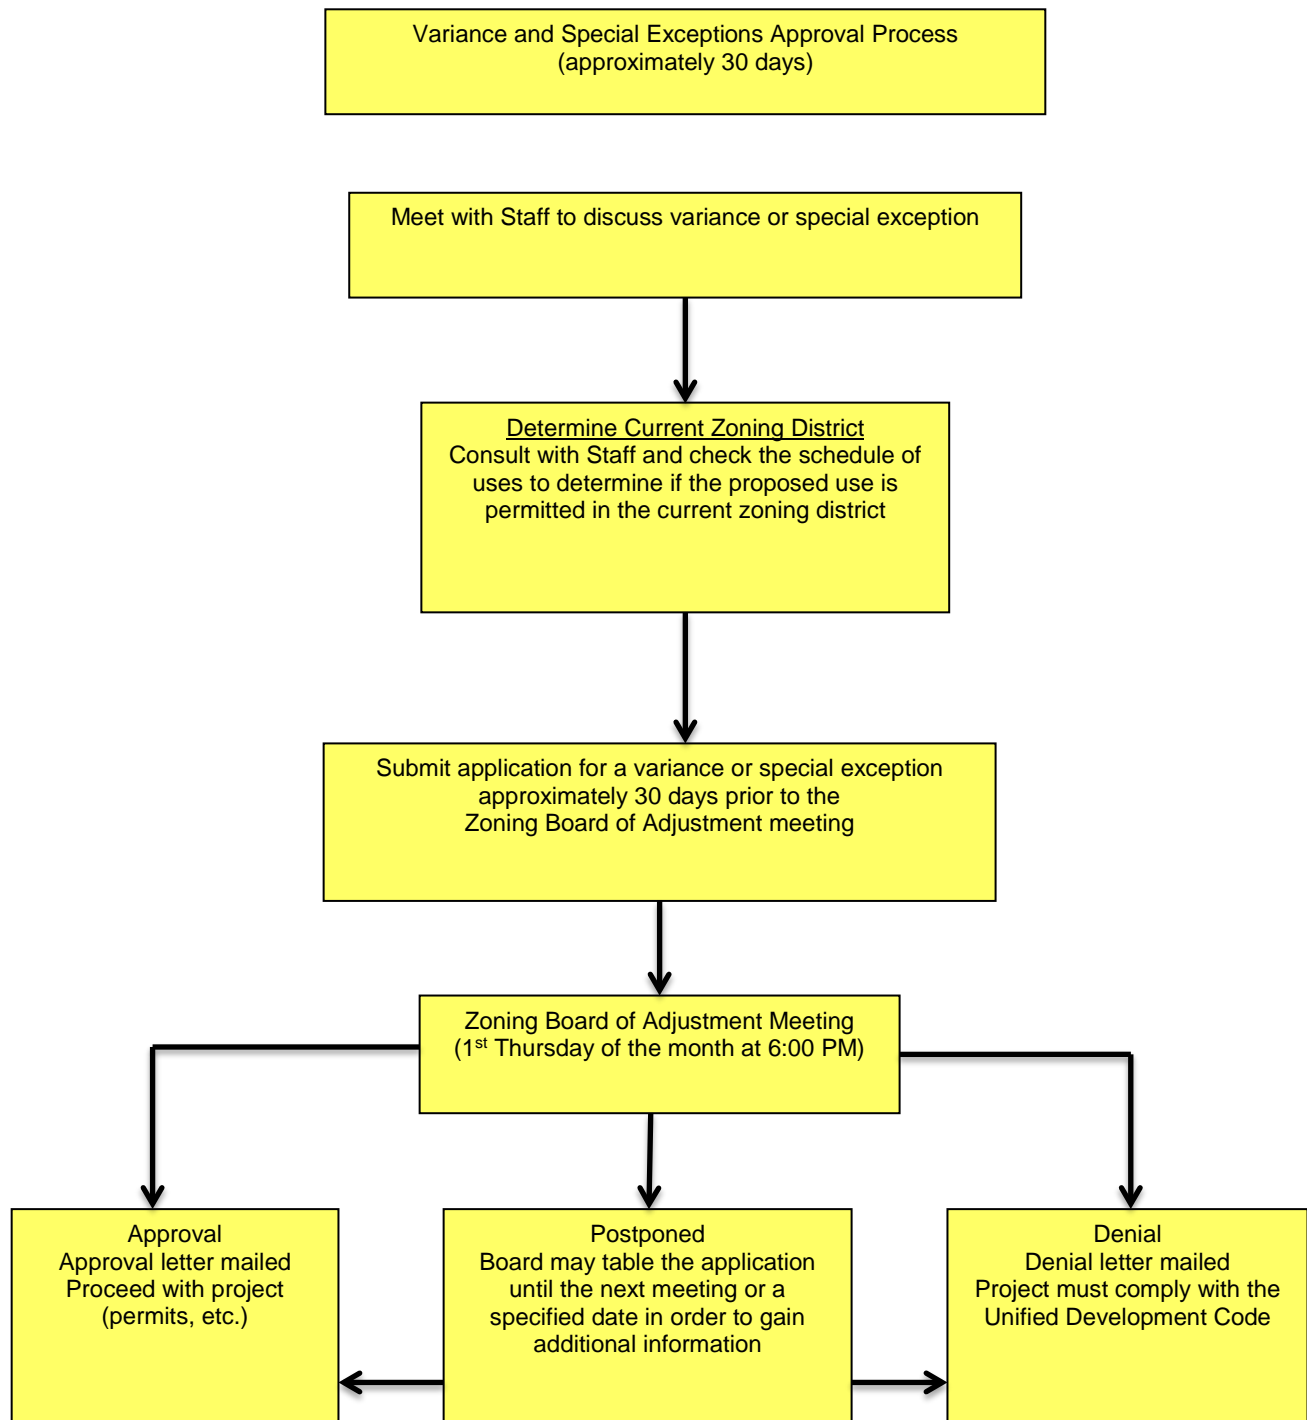 Variance and Special Exceptions Approval Process
(approximately 30 days)
Meet with Staff to discuss variance or special exception
Determine Current Zoning District
Consult with Staff and check the schedule of
uses to determine if the proposed use is
permitted in the current zoning district
Submit application for a variance or special exception
approximately 30 days prior to the
Zoning Board of Adjustment meeting
Zoning Board of Adjustment Meeting
(1st Thursday of the month at 6:00 PM)
Approval
Approval letter mailed
Proceed with project
(permits, etc.)
Postponed
Board may table the application
until the next meeting or a
specified date in order to gain
additional information
Denial
Denial letter mailed
Project must comply with the
Unified Development Code